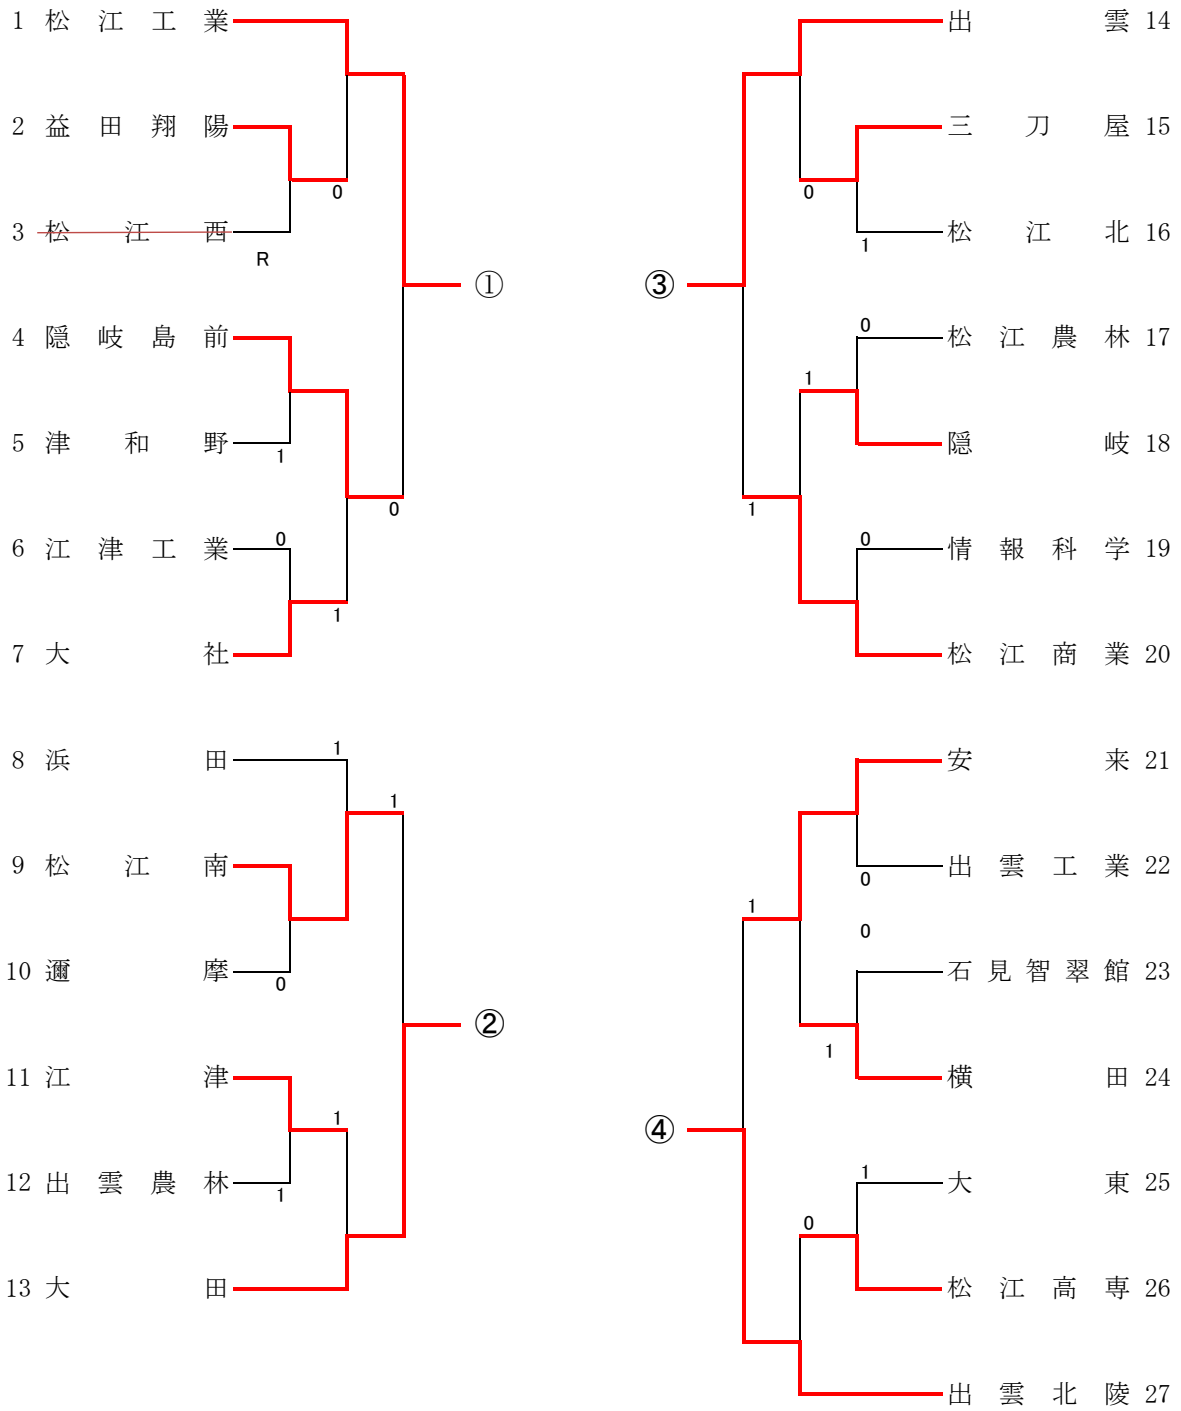 1 松江工業
2 益田翔陽
0
3 松江西
R
①
4 隠岐島前
5 津和野
1
0
6 江津工業
0
1
7 大社
8 浜田
1
1
9 松江南
10 邇摩
0
②
11 江津
1
12 出雲農林
1
13 大田
出雲 14
三刀屋 15
0
松江北 16
1
③
0
松江農林 17
1
隠岐 18
1
0
情報科学 19
松江商業 20
安来 21
出雲工業 22
0
1
0
石見智翠館 23
1
横田 24
④
1
大東 25
0
松江高専 26
出雲北陵 27